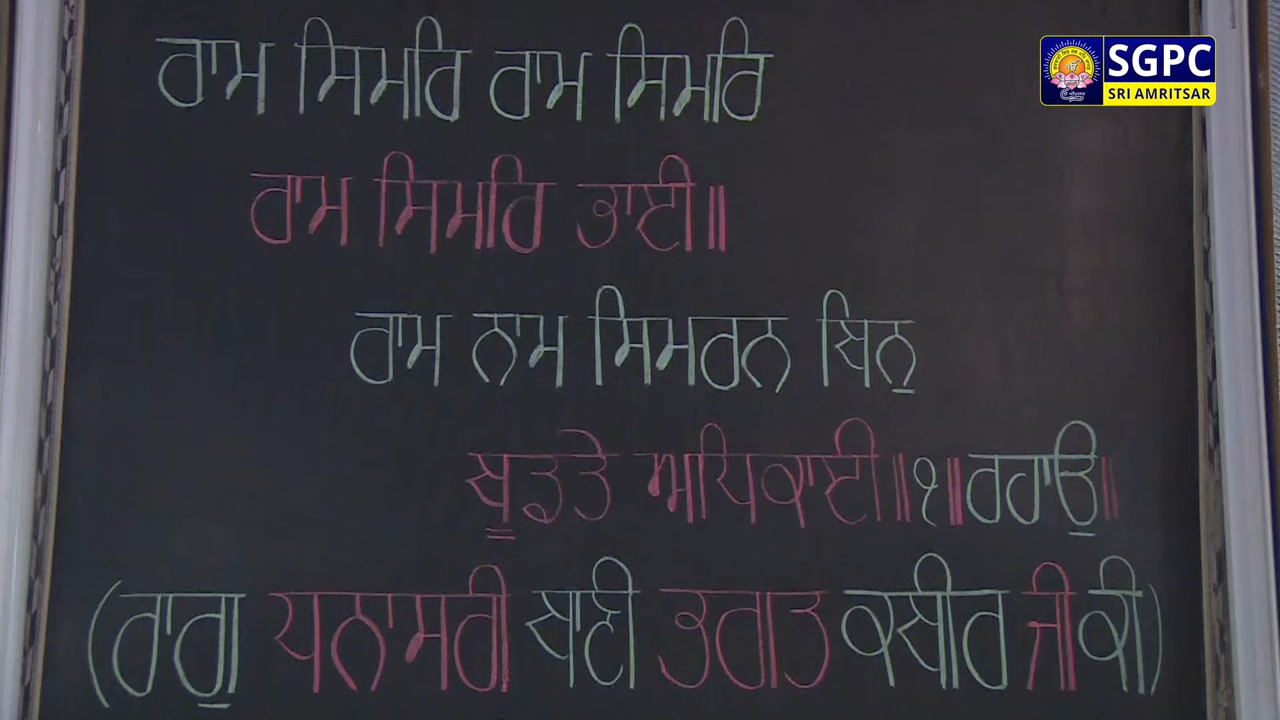 ਰਾਮ ਸਿਮਰਿ ਰਾਮ ਸਿਮਰਿ
ਰਾਮ ਸਿਮਰਿ ਭਾਈ॥
ਰਾਮ ਨਾਮ ਸਿਮਰਨ ਬਿਨੁ
ਬੂਡਤੇ ਅਧਿਕਾਈ॥੧॥ਰਹਾਉ॥
(ਰਾਗੁ ਧਨਾਸਰੀ ਬਾਣੀ ਭਗਤ ਕਬੀਰ ਜੀ ਕੀ)
SGPC
SRI AMRITSAR